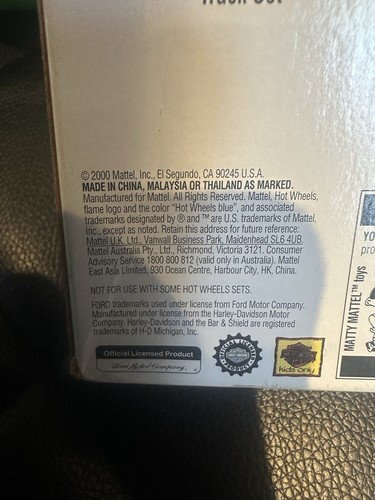 Track Set
© 2000 Mattel, Inc., El Segundo, CA 90245 U.S.A.
MADE IN CHINA, MALAYSIA OR THAILAND AS MARKED.
Manufactured for Mattel. All Rights Reserved. Mattel, Hot Wheels,
flame logo and the color "Hot Wheels blue", and associated
trademarks designated by ® and ™ are U.S. trademarks of Mattel,
Inc., except as noted. Retain this address for future reference:
Mattel U.K. Ltd., Vanwall Business Park, Maidenhead SL6 4UB.
Mattel Australia Pty., Ltd., Richmond, Victoria 3121. Consumer
Advisory Service 1800 800 812 (valid only in Australia). Mattel
East Asia Limited, 930 Ocean Centre, Harbour City, HK, China.
NOT FOR USE WITH SOME HOT WHEELS SETS.
FORD trademarks used under license from Ford Motor Company.
Manufactured under license from the Harley-Davidson Motor
Company. Harley-Davidson and the Bar & Shield are registered
trademarks of H-D Michigan, Inc.
Official Licensed Product
Ford Motor Company,
OFFICIAL LICENSED
PRODUCT
kids only
YO
pro
MATTY MATTEL™ toys